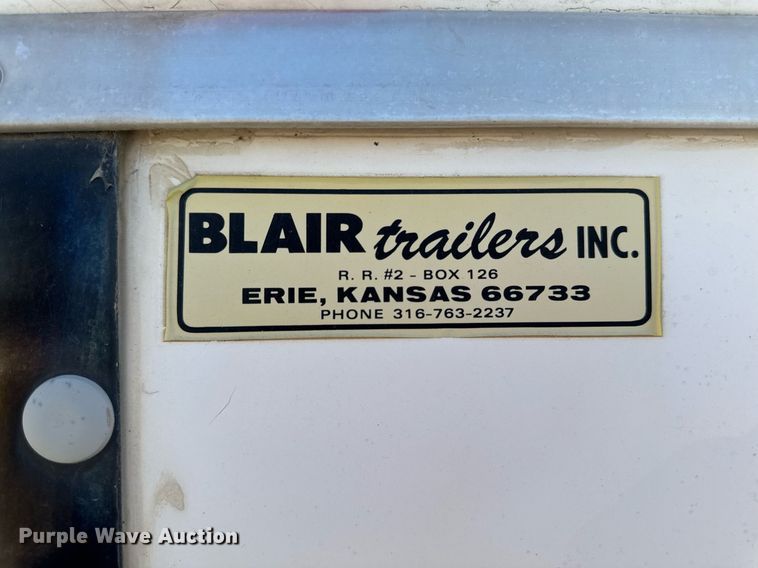 BLAIR trailers INC.
R. R. #2 - BOX 126
ERIE, KANSAS 66733
PHONE 316-763-2237
Purple Wave Auction